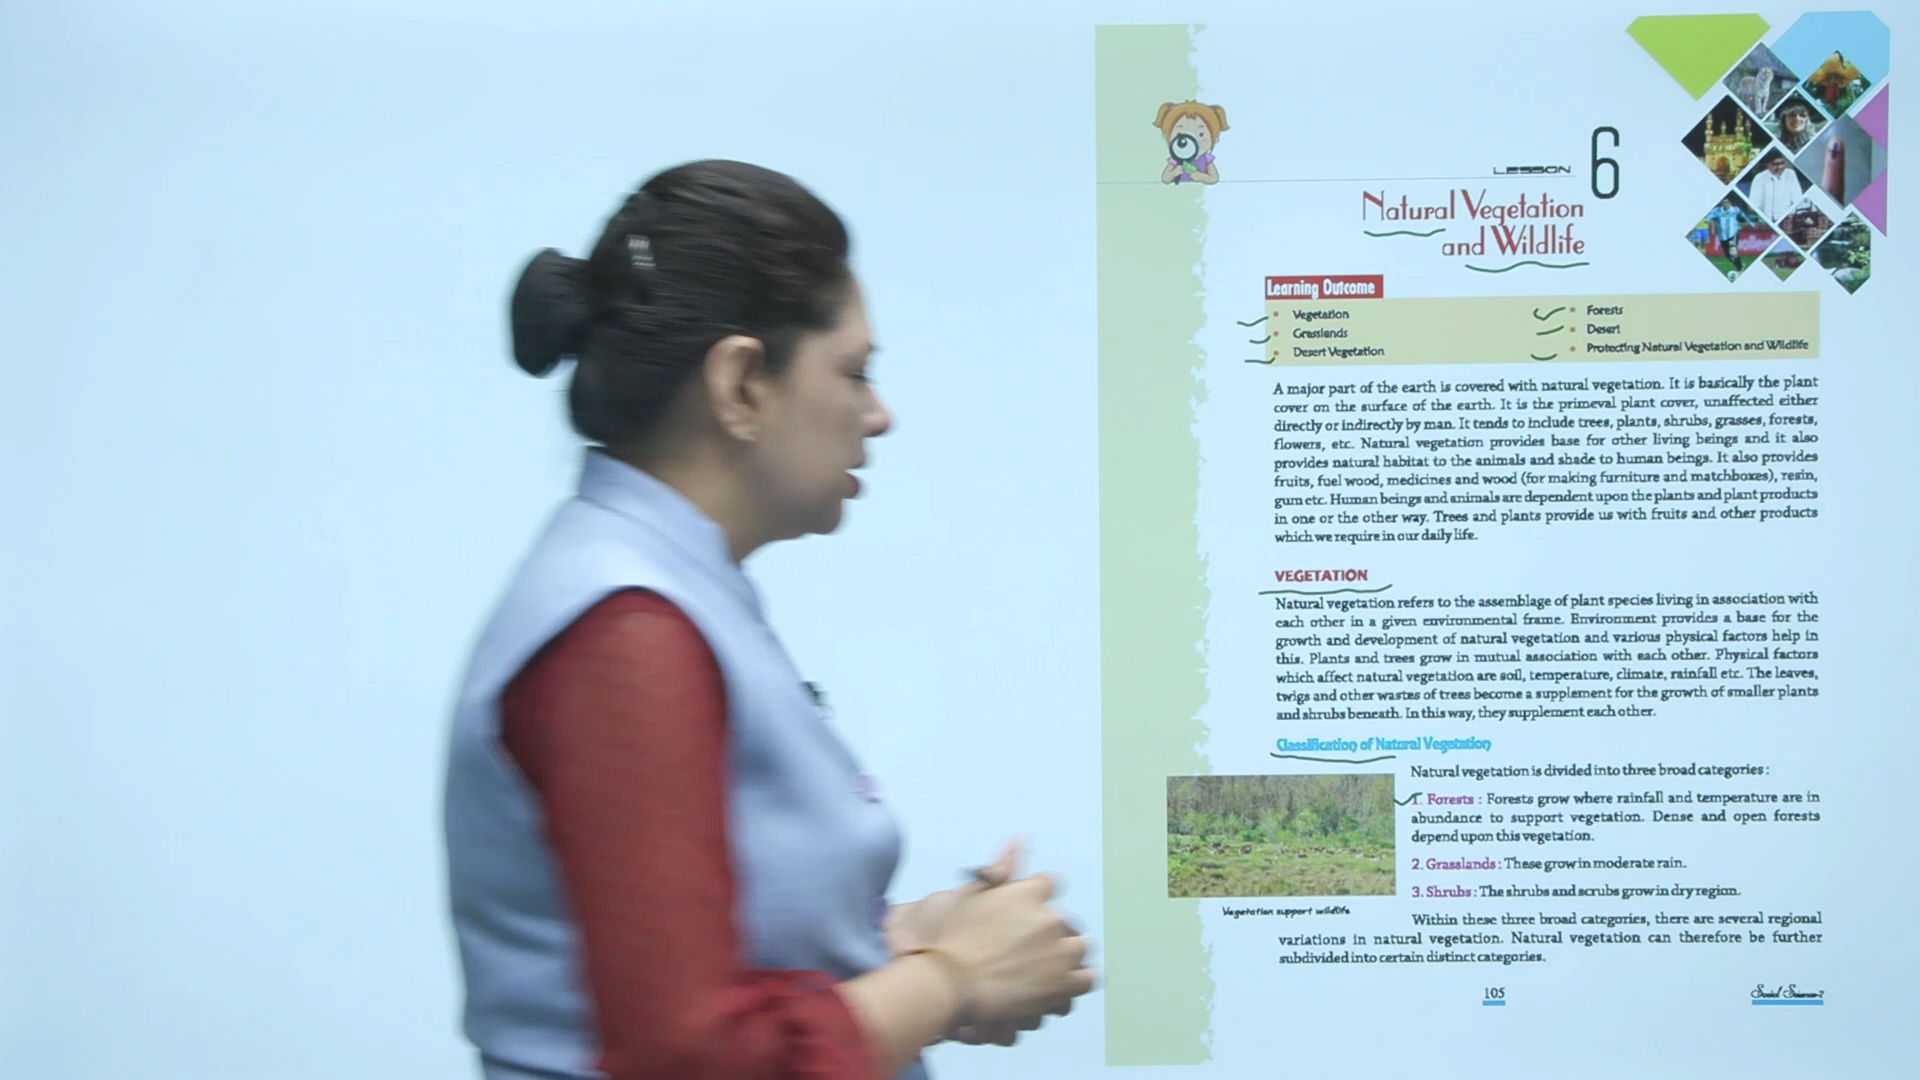 LESSON 6
Natural Vegetation
and Wildlife
Learning Outcome
• Vegetation
• Grasslands
• Desert Vegetation
• Forests
• Desert
• Protecting Natural Vegetation and Wildlife
A major part of the earth is covered with natural vegetation. It is basically the plant
cover on the surface of the earth. It is the primeval plant cover, unaffected either
directly or indirectly by man. It tends to include trees, plants, shrubs, grasses, forests,
flowers, etc. Natural vegetation provides base for other living beings and it also
provides natural habitat to the animals and shade to human beings. It also provides
fruits, fuel wood, medicines and wood (for making furniture and matchboxes), resin,
gum etc. Human beings and animals are dependent upon the plants and plant products
in one or the other way. Trees and plants provide us with fruits and other products
which we require in our daily life.
VEGETATION
Natural vegetation refers to the assemblage of plant species living in association with
each other in a given environmental frame. Environment provides a base for the
growth and development of natural vegetation and various physical factors help in
this. Plants and trees grow in mutual association with each other. Physical factors
which affect natural vegetation are soil, temperature, climate, rainfall etc. The leaves,
twigs and other wastes of trees become a supplement for the growth of smaller plants
and shrubs beneath. In this way, they supplement each other.
Classification of Natural Vegetation
Natural vegetation is divided into three broad categories :
1. Forests : Forests grow where rainfall and temperature are in
abundance to support vegetation. Dense and open forests
depend upon this vegetation.
2. Grasslands : These grow in moderate rain.
3. Shrubs : The shrubs and scrubs grow in dry region.
Vegetation support wildlife
Within these three broad categories, there are several regional
variations in natural vegetation. Natural vegetation can therefore be further
subdivided into certain distinct categories.
105
Social Science-7